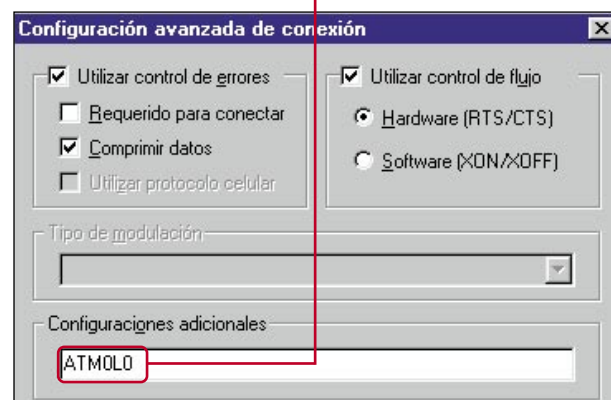 Configuración avanzada de conexión
Utilizar control de errores
Requerido para conectar
Comprimir datos
Utilizar protocolo celular
Utilizar control de flujo
Hardware (RTS/CTS)
Software (XON/XOFF)
Tipo de modulación
Configuraciones adicionales
ATM0L0